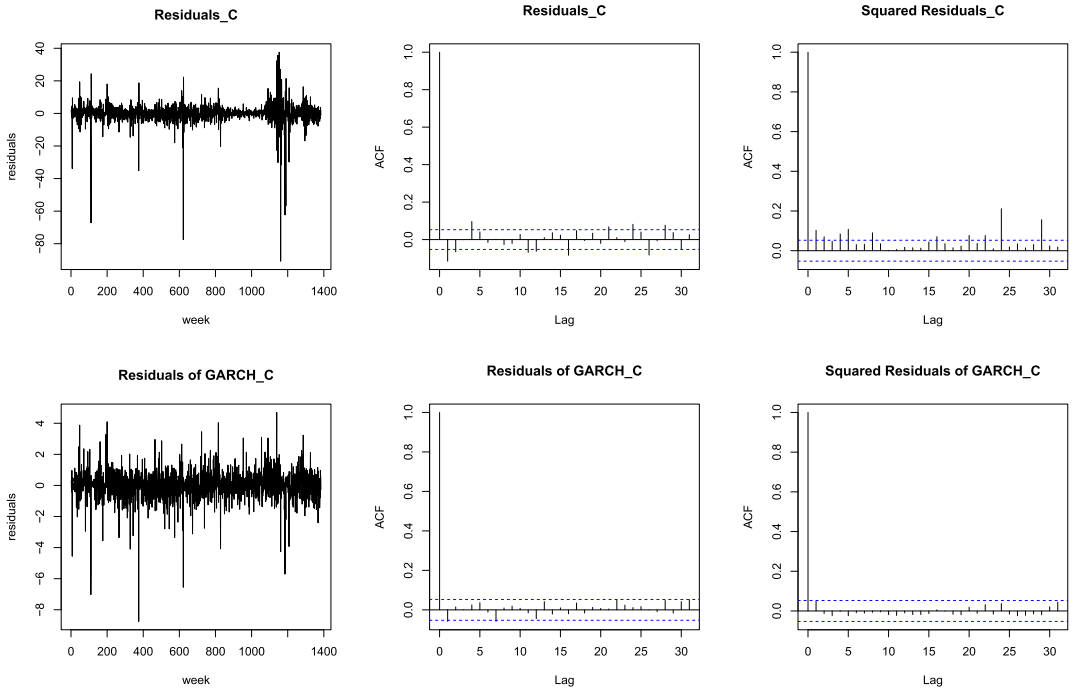 Residuals_C
residuals
40
20
0
−20
−40
−60
−80
0 200 400 600 800 1000 1400
week
Residuals_C
ACF
1.0
0.8
0.6
0.4
0.2
0.0
0 5 10 15 20 25 30
Lag
Squared Residuals_C
ACF
1.0
0.8
0.6
0.4
0.2
0.0
0 5 10 15 20 25 30
Lag
Residuals of GARCH_C
residuals
4
2
0
−2
−4
−6
−8
0 200 400 600 800 1000 1400
week
Residuals of GARCH_C
ACF
1.0
0.8
0.6
0.4
0.2
0.0
0 5 10 15 20 25 30
Lag
Squared Residuals of GARCH_C
ACF
1.0
0.8
0.6
0.4
0.2
0.0
0 5 10 15 20 25 30
Lag